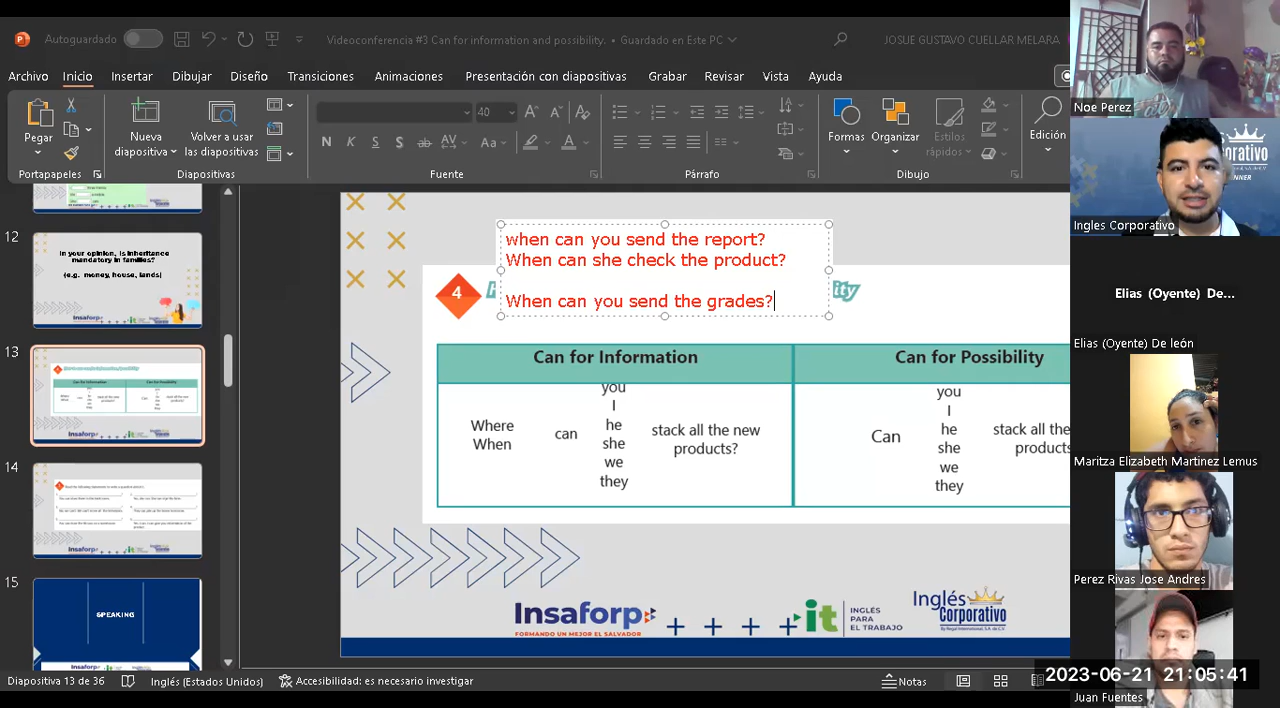 Autoguardado
Videoconferencia #3 Can for information and possibility. • Guardado en Este PC
JOSUE GUSTAVO CUELLAR MELARA
Archivo Inicio Insertar Dibujar Diseño Transiciones Animaciones Presentación con diapositivas Grabar Revisar Vista Ayuda
40
Pegar
Nueva diapositiva
Volver a usar las diapositivas
N K S S ab AV Aa A
Formas
Organizar
Estilos rápidos
Edición
Portapapeles
Diapositivas
Fuente
Párrafo
Dibujo
12
In your opinion, is inheritance
mandatory in families?
(e.g. money, house, lands)
13
14
15
SPEAKING
when can you send the report?
When can she check the product?
When can you send the grades?
4
ity
Can for Information
Can for Possibility
Where
When
can
you
I
he
she
we
they
stack all the new
products?
Can
you
I
he
she
we
they
stack all the
products
Insaforp
FORMANDO UN MEJOR EL SALVADOR
it
INGLÉS
PARA
EL TRABAJO
Inglés
Corporativo
Diapositiva 13 de 36
Inglés (Estados Unidos)
Accesibilidad: es necesario investigar
Notas
Noe Perez
orativo
NNER
Ingles Corporativo
Elias (Oyente) De...
Elias (Oyente) De león
Maritza Elizabeth Martinez Lemus
Perez Rivas Jose Andres
2023-06-21 21:05:41
Juan Fuentes